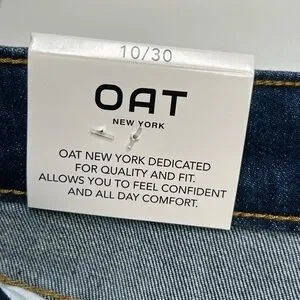 10/30
OAT
NEW YORK
OAT NEW YORK DEDICATED
FOR QUALITY AND FIT.
ALLOWS YOU TO FEEL CONFIDENT
AND ALL DAY COMFORT.